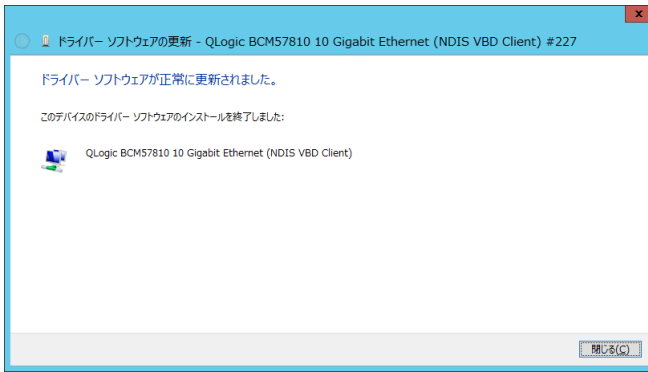 ドライバー ソフトウェアの更新 - QLogic BCM57810 10 Gigabit Ethernet (NDIS VBD Client) #227
ドライバー ソフトウェアが正常に更新されました。
このデバイスのドライバー ソフトウェアのインストールを終了しました:
QLogic BCM57810 10 Gigabit Ethernet (NDIS VBD Client)
閉じる(C)